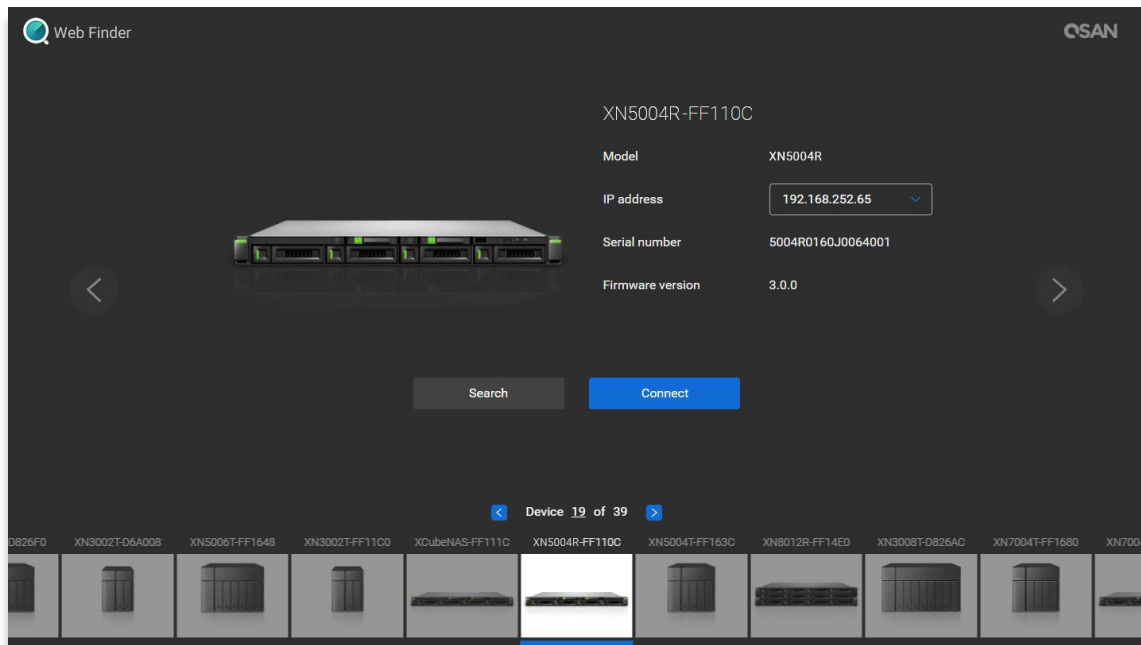 Web Finder
QSAN
XN5004R-FF110C
Model XN5004R
IP address 192.168.252.65
Serial number 5004R0160J0064001
Firmware version 3.0.0
Search Connect
Device 19 of 39
D826F0 XN3002T-D6A008 XN5006T-FF1648 XN3002T-FF11C0 XCubeNAS-FF111C XN5004R-FF110C XN5004T-FF163C XN8012R-FF14E0 XN3008T-D826AC XN7004T-FF1680 XN700